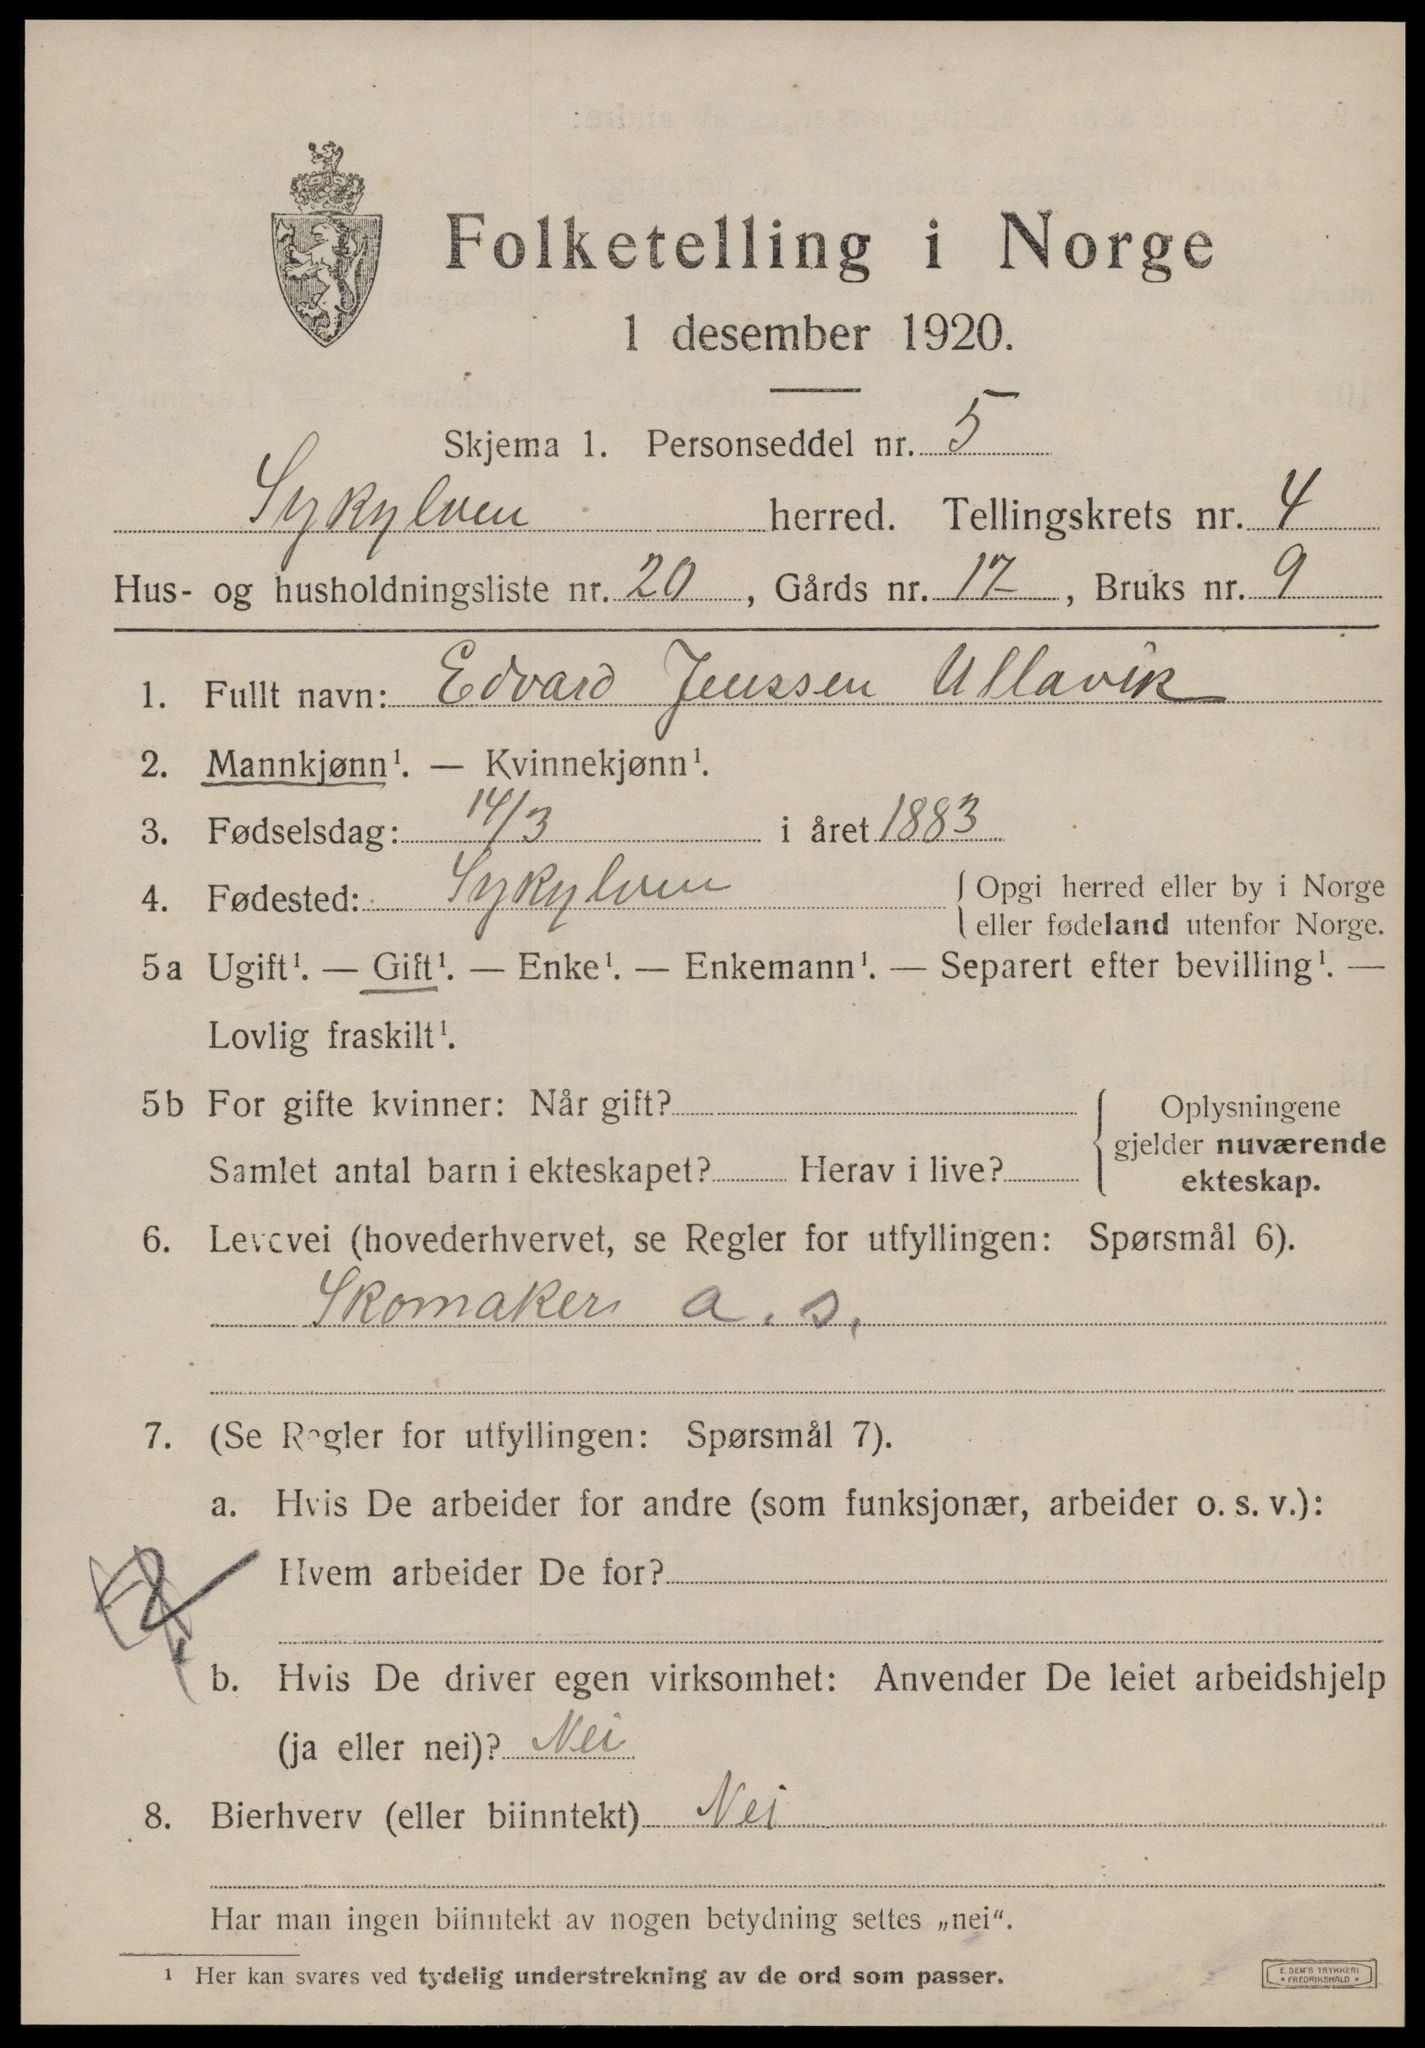 Folketelling i Norge
1 desember 1920.
Skjema 1. Personseddel nr. 5
Sykylven herred. Tellingskrets nr. 4
Hus- og husholdningsliste nr. 20, Gårds nr. 17, Bruks nr. 9
1. Fullt navn: Edvard Jenssen Ullavik
2. Mannkjønn¹. — Kvinnekjønn¹.
3. Fødselsdag: 14/3 i året 1883
4. Fødested: Sykylven { Opgi herred eller by i Norge
eller fødeland utenfor Norge.
5a Ugift¹. — Gift¹. — Enke¹. — Enkemann¹. — Separert efter bevilling¹. —
Lovlig fraskilt¹.
5b For gifte kvinner: Når gift?
Samlet antal barn i ekteskapet? Herav i live?
{ Oplysningene
gjelder nuværende
ekteskap.
6. Levevei (hovederhvervet, se Regler for utfyllingen: Spørsmål 6).
Skomaker a. s.
7. (Se Regler for utfyllingen: Spørsmål 7).
a. Hvis De arbeider for andre (som funksjonær, arbeider o. s. v.):
Hvem arbeider De for?
b. Hvis De driver egen virksomhet: Anvender De leiet arbeidshjelp
(ja eller nei)? Nei
8. Bierhverv (eller biinntekt) Nei
Har man ingen biinntekt av nogen betydning settes „nei“.
¹ Her kan svares ved tydelig understrekning av de ord som passer.
E. SEM'S TRYKKERI
FREDRIKSHALD